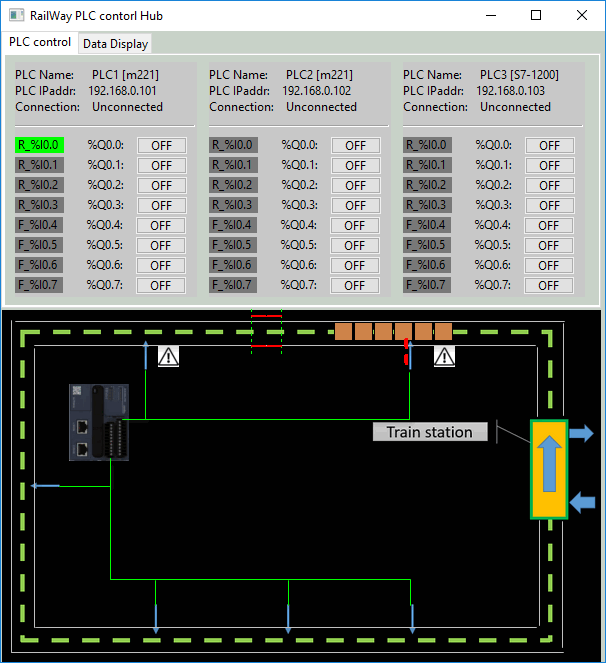 RailWay PLC contorl Hub
PLC control Data Display
PLC Name: PLC1 [m221] PLC Name: PLC2 [m221] PLC Name: PLC3 [S7-1200]
PLC IPaddr: 192.168.0.101 PLC IPaddr: 192.168.0.102 PLC IPaddr: 192.168.0.103
Connection: Unconnected Connection: Unconnected Connection: Unconnected
R_%I0.0 %Q0.0: OFF R_%I0.0 %Q0.0: OFF R_%I0.0 %Q0.0: OFF
R_%I0.1 %Q0.1: OFF R_%I0.1 %Q0.1: OFF R_%I0.1 %Q0.1: OFF
R_%I0.2 %Q0.2: OFF R_%I0.2 %Q0.2: OFF R_%I0.2 %Q0.2: OFF
R_%I0.3 %Q0.3: OFF R_%I0.3 %Q0.3: OFF R_%I0.3 %Q0.3: OFF
F_%I0.4 %Q0.4: OFF F_%I0.4 %Q0.4: OFF F_%I0.4 %Q0.4: OFF
F_%I0.5 %Q0.5: OFF F_%I0.5 %Q0.5: OFF F_%I0.5 %Q0.5: OFF
F_%I0.6 %Q0.6: OFF F_%I0.6 %Q0.6: OFF F_%I0.6 %Q0.6: OFF
F_%I0.7 %Q0.7: OFF F_%I0.7 %Q0.7: OFF F_%I0.7 %Q0.7: OFF
Train station